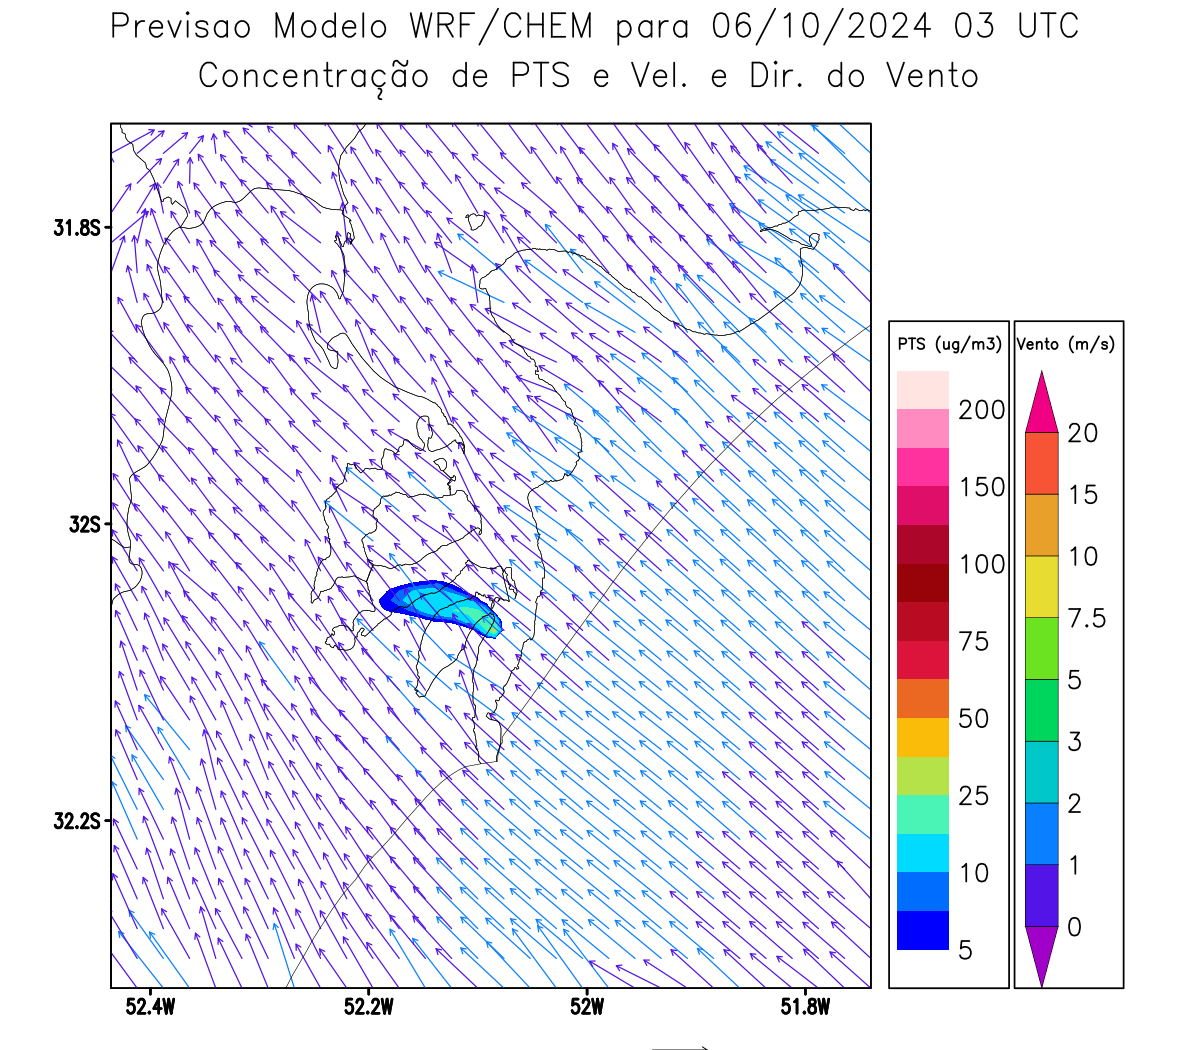 Previsao Modelo WRF/CHEM para 06/10/2024 03 UTC
Concentração de PTS e Vel. e Dir. do Vento
31.8S
32S
32.2S
52.4W 52.2W 52W 51.8W
PTS (ug/m3)
200
150
100
75
50
25
10
5
Vento (m/s)
20
15
10
7.5
5
3
2
1
0